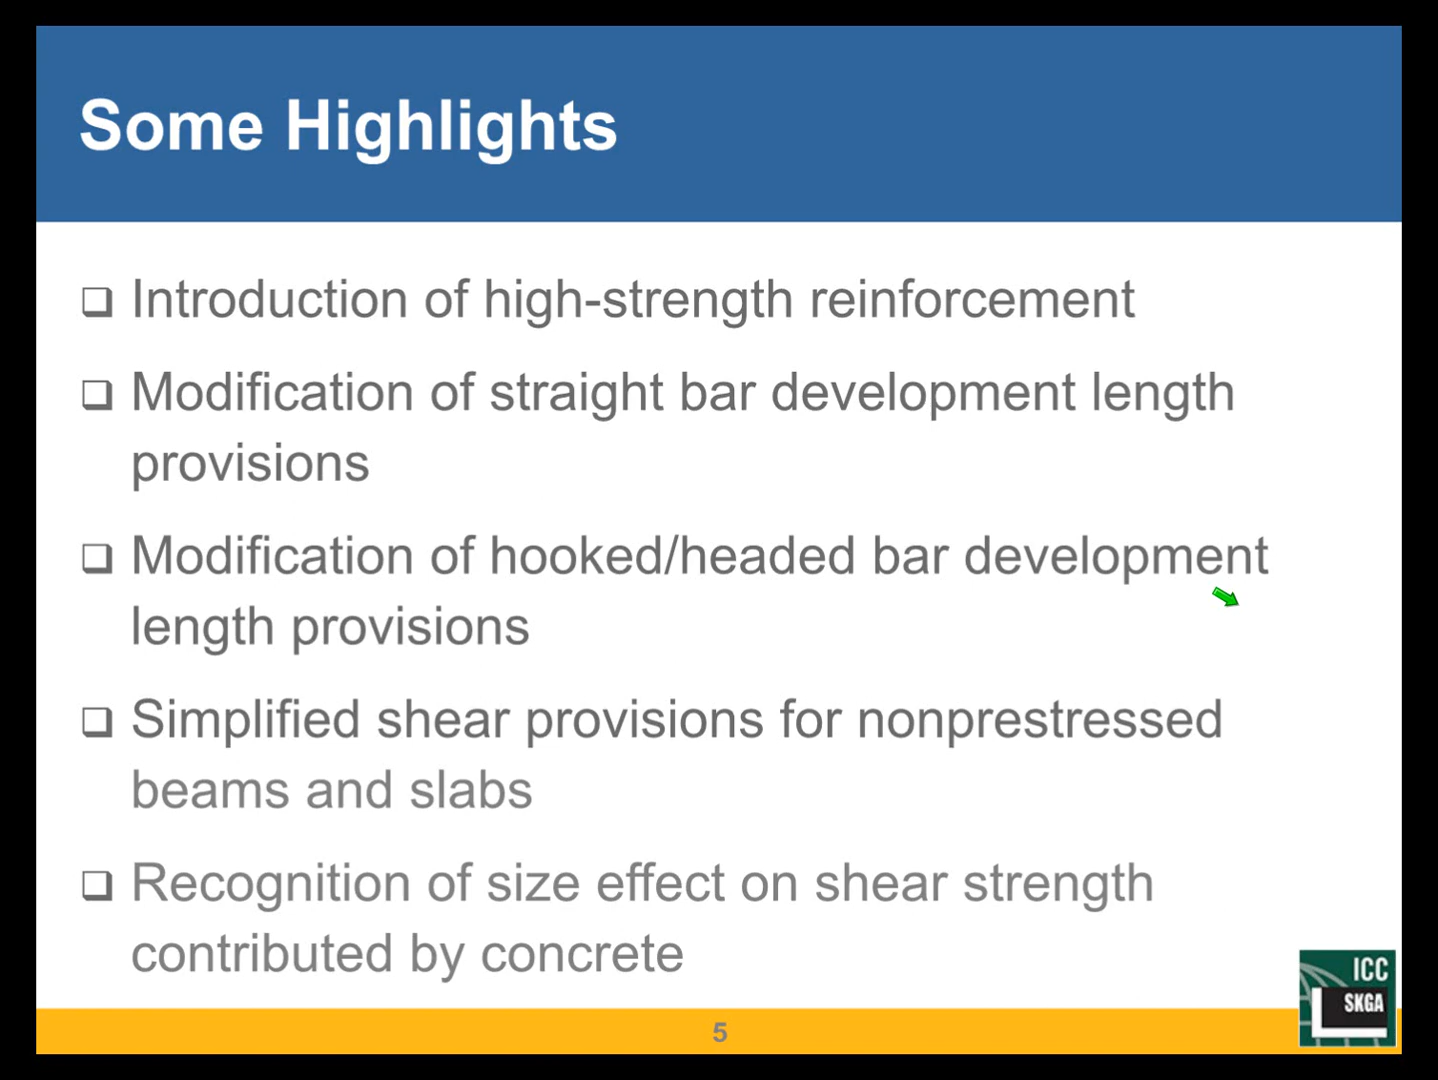 Some Highlights
Introduction of high-strength reinforcement
Modification of straight bar development length
provisions
Modification of hooked/headed bar development
length provisions
Simplified shear provisions for nonprestressed
beams and slabs
Recognition of size effect on shear strength
contributed by concrete
ICC
SKGA
5